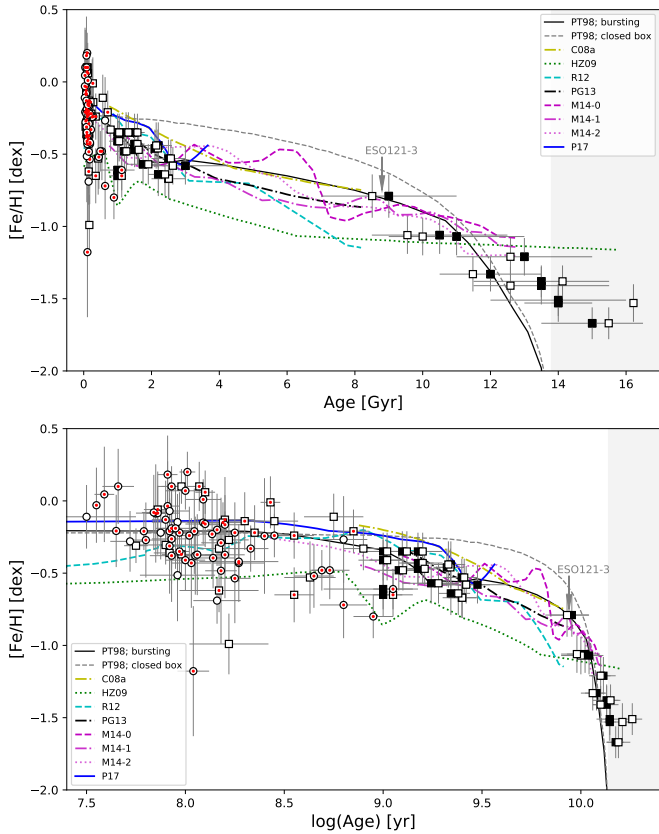 0.5
0.0
−0.5
−1.0
−1.5
−2.0
[Fe/H] [dex]
ESO121-3
PT98; bursting
PT98; closed box
C08a
HZ09
R12
PG13
M14-0
M14-1
M14-2
P17
0 2 4 6 8 10 12 14 16
Age [Gyr]
0.5
0.0
−0.5
−1.0
−1.5
−2.0
[Fe/H] [dex]
ESO121-3
PT98; bursting
PT98; closed box
C08a
HZ09
R12
PG13
M14-0
M14-1
M14-2
P17
7.5 8.0 8.5 9.0 9.5 10.0
log(Age) [yr]